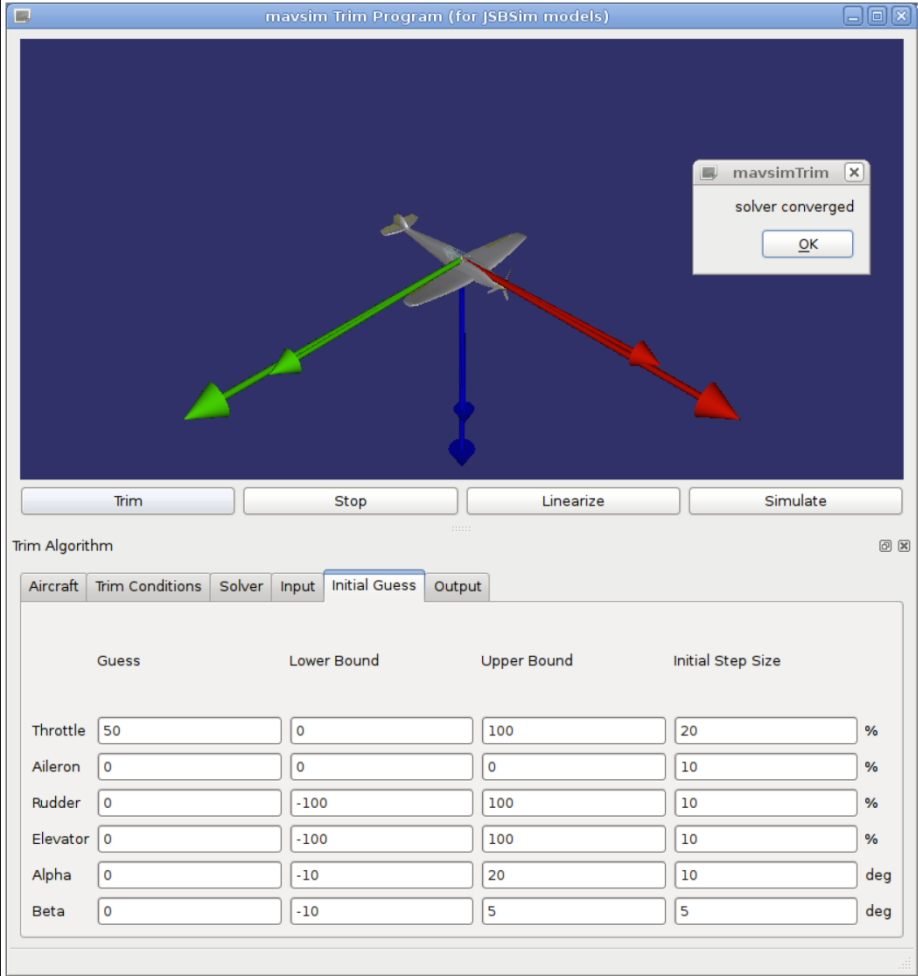 mavsim Trim Program (for JSBSim models)
mavsimTrim
solver converged
OK
Trim Stop Linearize Simulate
Trim Algorithm
Aircraft Trim Conditions Solver Input Initial Guess Output
Guess Lower Bound Upper Bound Initial Step Size
Throttle 50 0 100 20 %
Aileron 0 0 0 10 %
Rudder 0 -100 100 10 %
Elevator 0 -100 100 10 %
Alpha 0 -10 20 10 deg
Beta 0 -10 5 5 deg